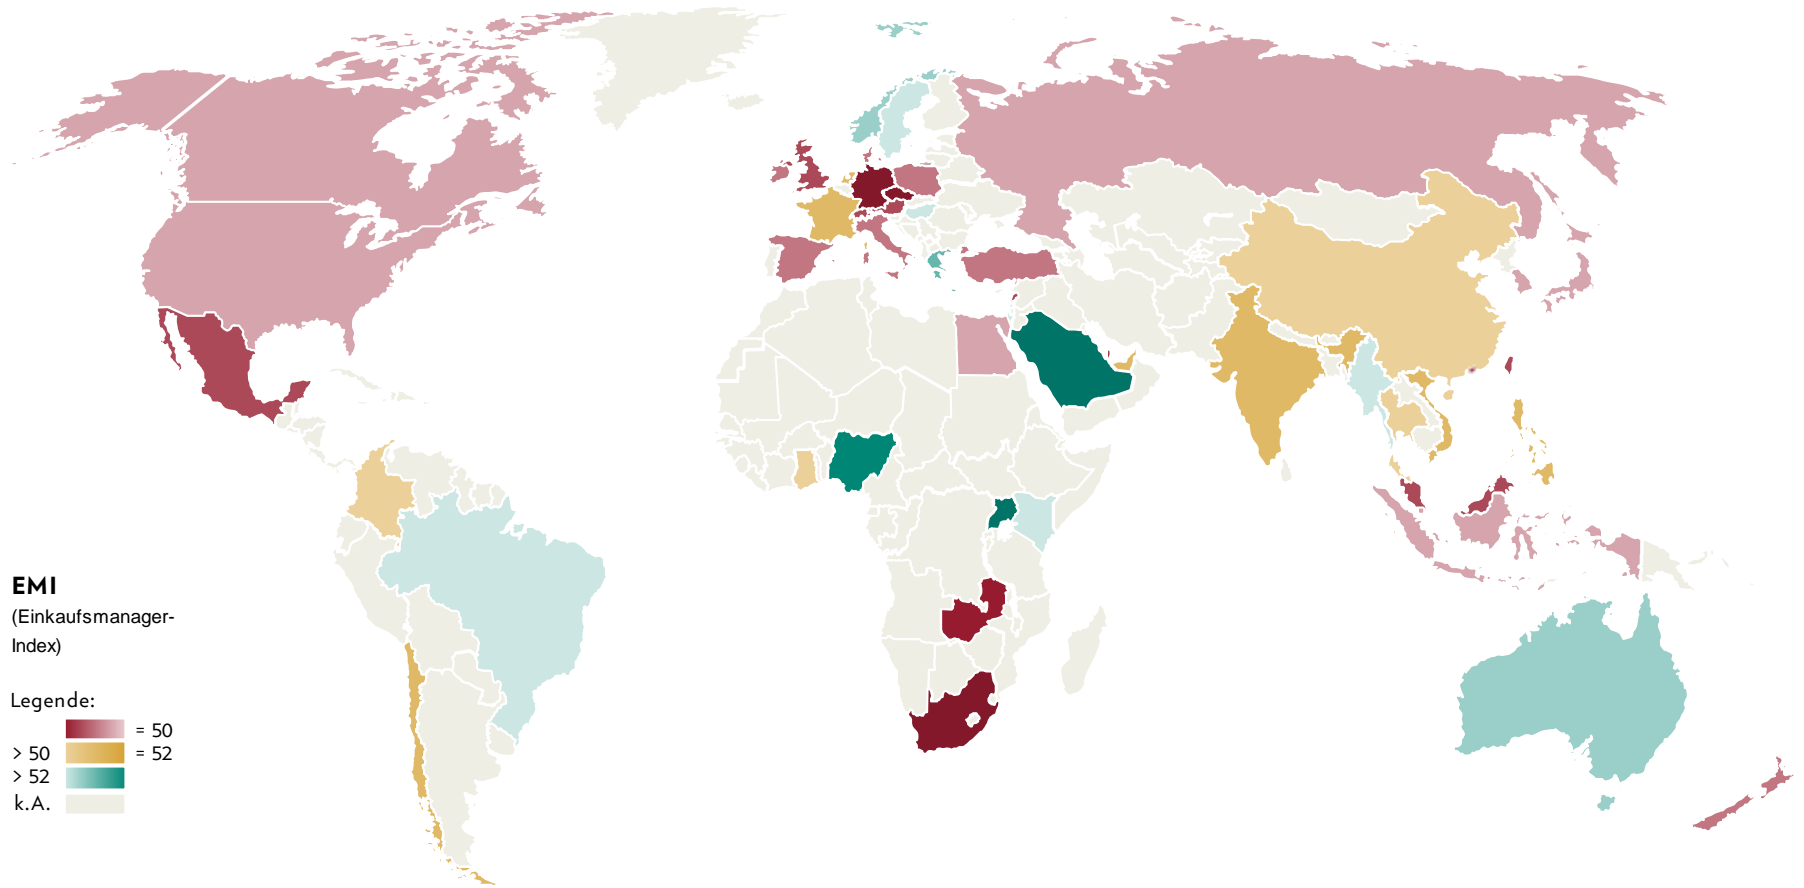 EMI
(Einkaufsmanager-
Index)
Legende:
= 50
> 50 = 52
> 52
k.A.